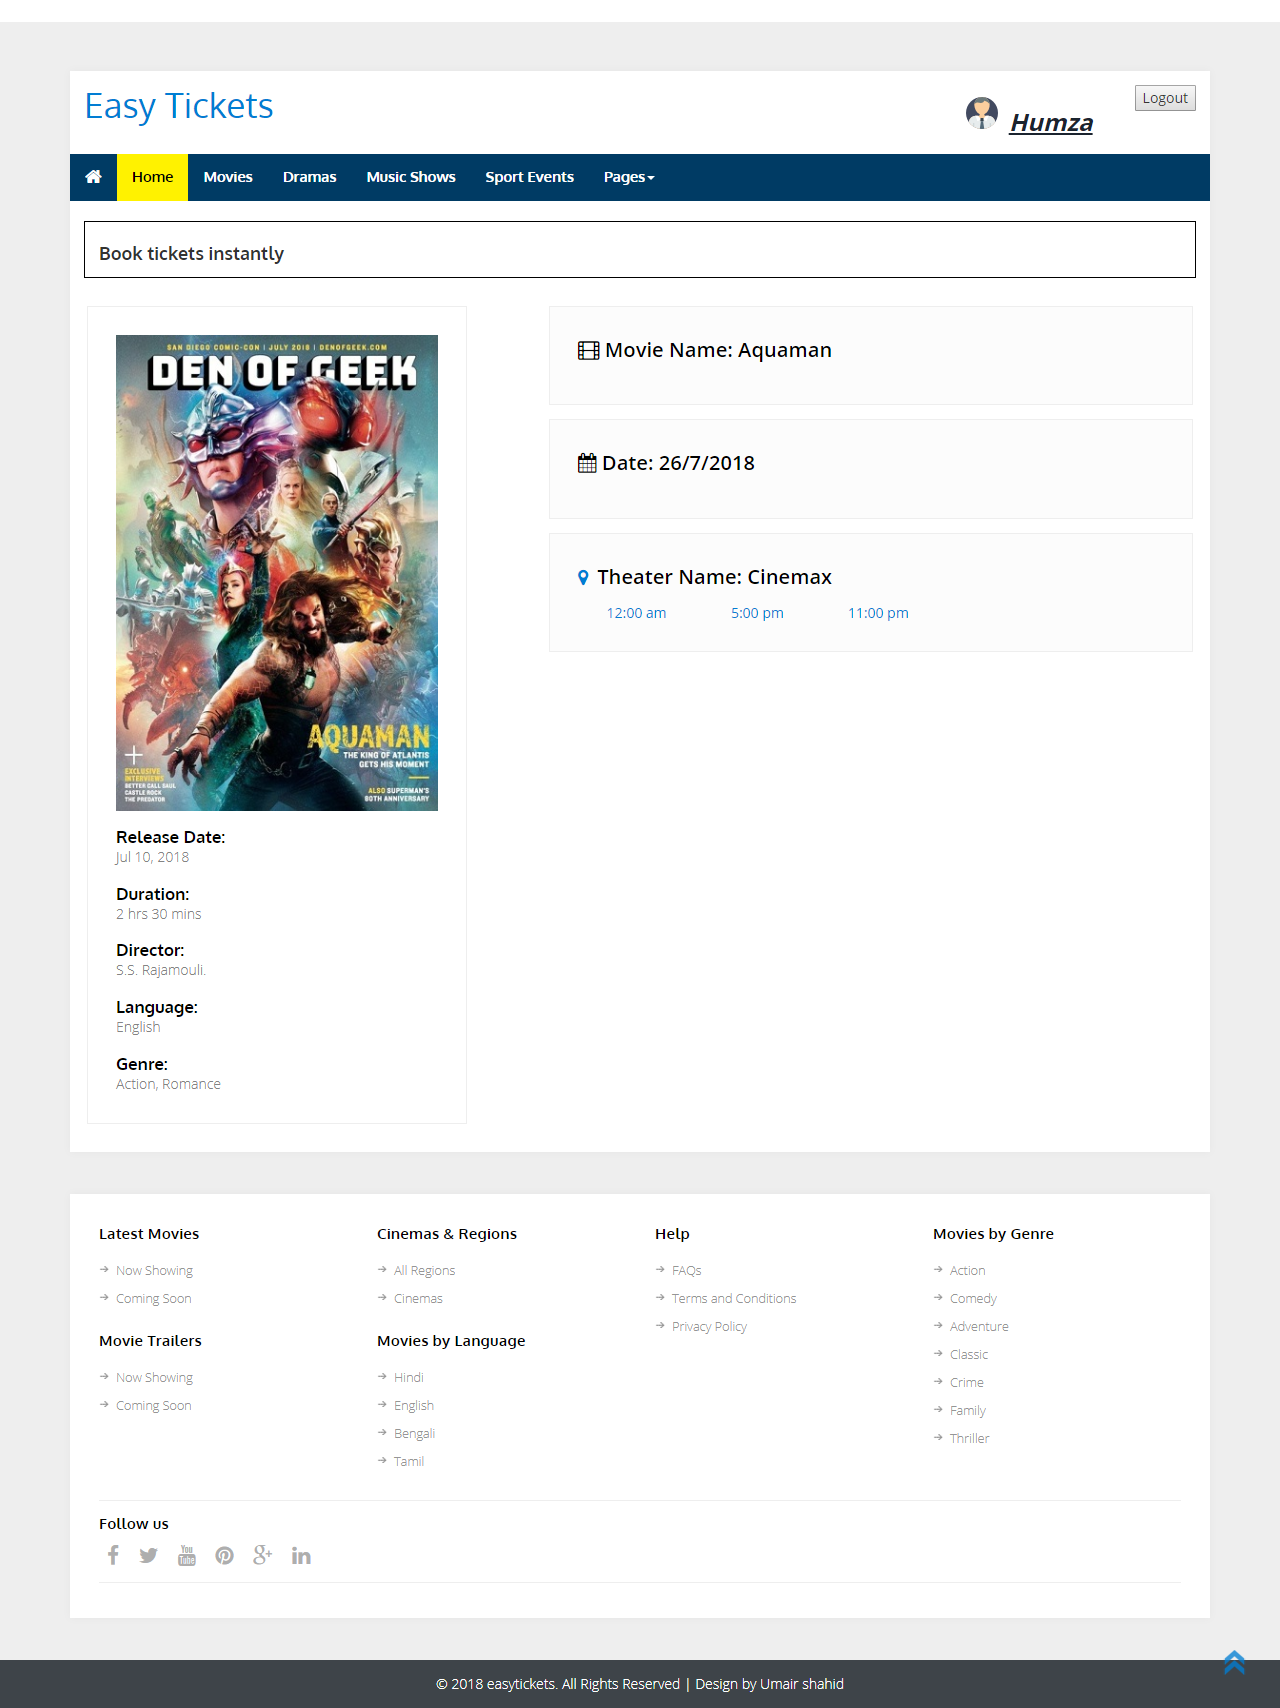 Easy Tickets
Humza
Logout
Home Movies Dramas Music Shows Sport Events Pages
Book tickets instantly
SAN DIEGO COMIC-CON | JULY 2018 | DENOFGEEK.COM
DEN OF GEEK
AQUAMAN
THE KING OF ATLANTIS
GETS HIS MOMENT
EXCLUSIVE
INTERVIEWS
BETTER CALL SAUL
CASTLE ROCK
THE PREDATOR
ALSO SUPERMAN'S
80TH ANNIVERSARY
Release Date:
Jul 10, 2018
Duration:
2 hrs 30 mins
Director:
S.S. Rajamouli.
Language:
English
Genre:
Action, Romance
Movie Name: Aquaman
Date: 26/7/2018
Theater Name: Cinemax
12:00 am 5:00 pm 11:00 pm
Latest Movies
Now Showing
Coming Soon
Movie Trailers
Now Showing
Coming Soon
Cinemas & Regions
All Regions
Cinemas
Movies by Language
Hindi
English
Bengali
Tamil
Help
FAQs
Terms and Conditions
Privacy Policy
Movies by Genre
Action
Comedy
Adventure
Classic
Crime
Family
Thriller
Follow us
You
Tube
© 2018 easytickets. All Rights Reserved | Design by Umair shahid